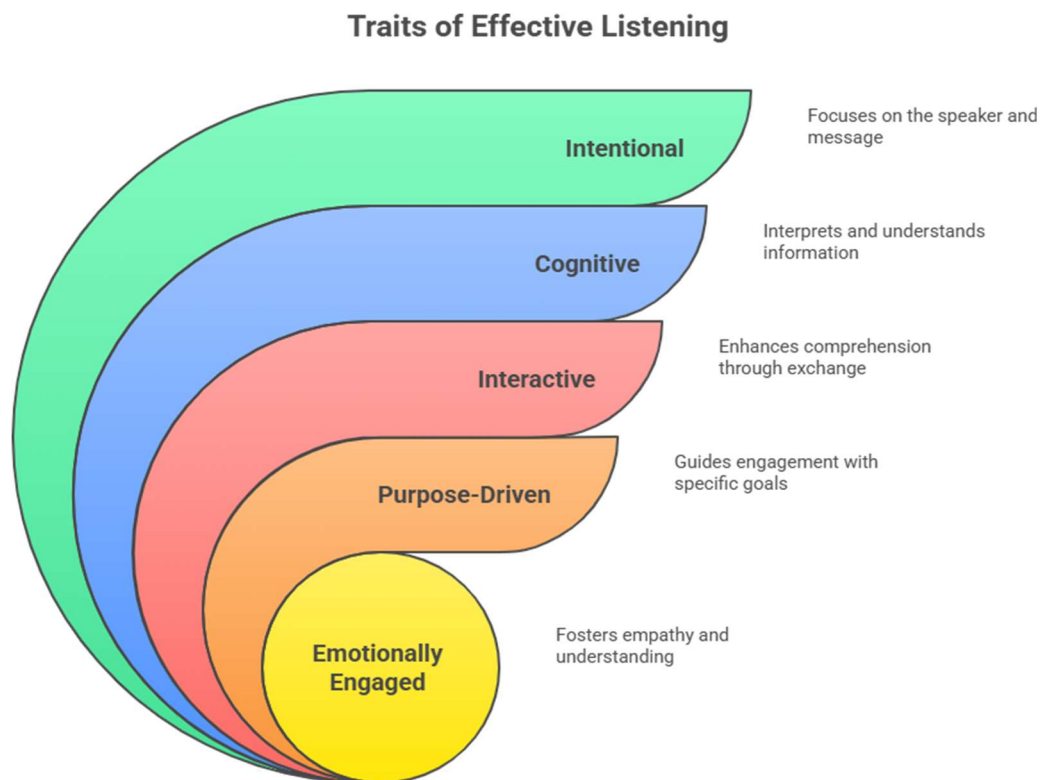 Traits of Effective Listening
Intentional
Focuses on the speaker and
message
Cognitive
Interprets and understands
information
Interactive
Enhances comprehension
through exchange
Purpose-Driven
Guides engagement with
specific goals
Emotionally
Engaged
Fosters empathy and
understanding